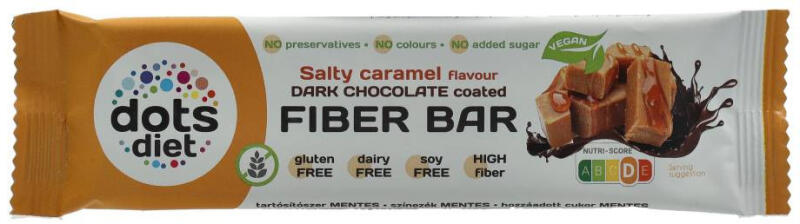 NO preservatives • NO colours • NO added sugar
VEGAN
Salty caramel flavour
DARK CHOCOLATE coated
FIBER BAR
dots
diet
gluten FREE
dairy FREE
soy FREE
HIGH fiber
NUTRI-SCORE
A B C D E
Serving suggestion
tartósítószer MENTES • színezék MENTES • hozzáadott cukor MENTES